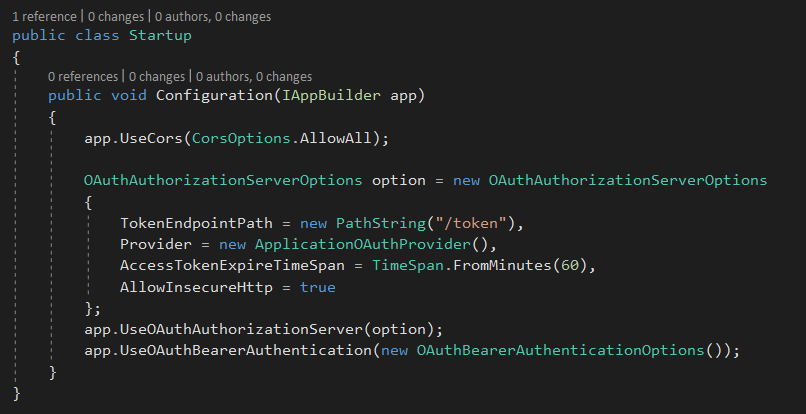 1 reference | 0 changes | 0 authors, 0 changes
public class Startup
{
0 references | 0 changes | 0 authors, 0 changes
public void Configuration(IAppBuilder app)
{
app.UseCors(CorsOptions.AllowAll);
OAuthAuthorizationServerOptions option = new OAuthAuthorizationServerOptions
{
TokenEndpointPath = new PathString("/token"),
Provider = new ApplicationOAuthProvider(),
AccessTokenExpireTimeSpan = TimeSpan.FromMinutes(60),
AllowInsecureHttp = true
};
app.UseOAuthAuthorizationServer(option);
app.UseOAuthBearerAuthentication(new OAuthBearerAuthenticationOptions());
}
}